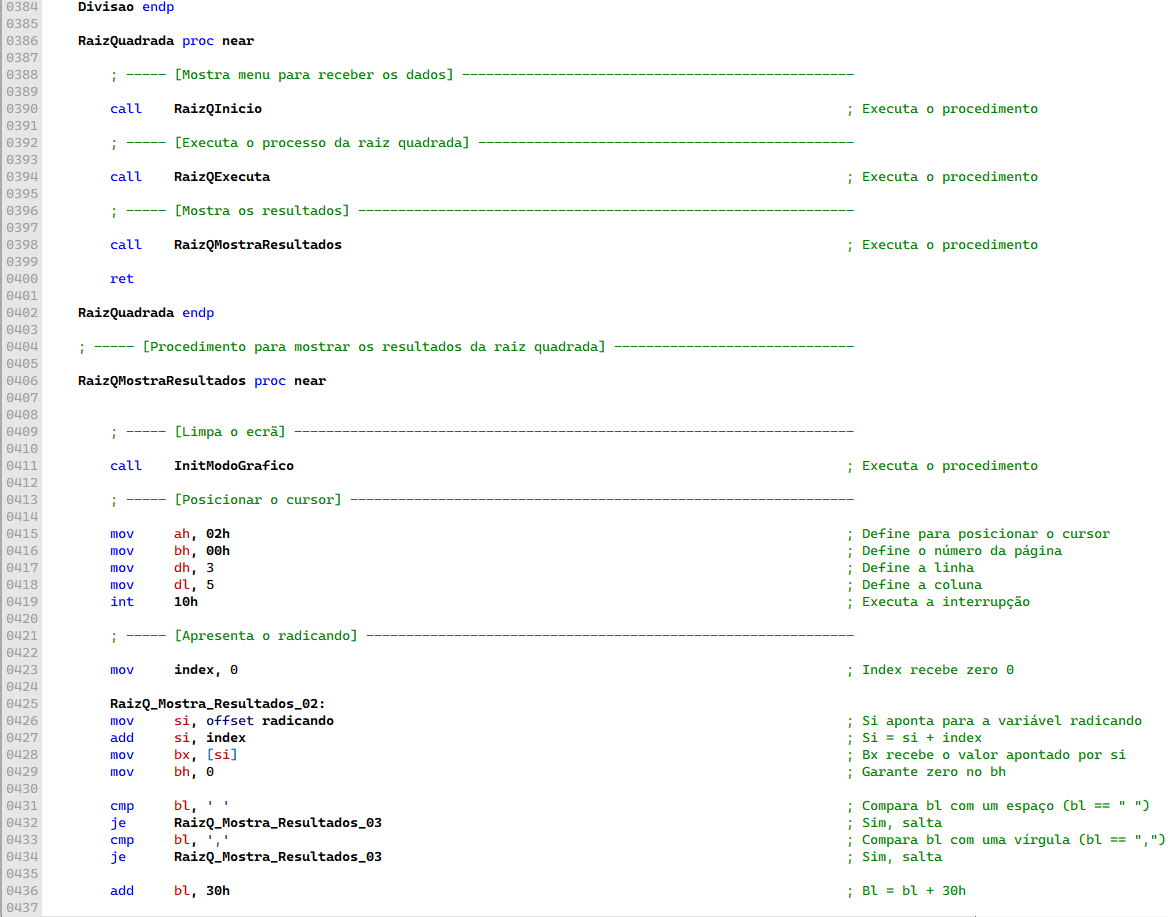 0384 Divisao endp
0385
0386 RaizQuadrada proc near
0387
0388 ; ----- [Mostra menu para receber os dados] -------------------------------------------------
0389
0390 call RaizQInicio ; Executa o procedimento
0391
0392 ; ----- [Executa o processo da raiz quadrada] -----------------------------------------------
0393
0394 call RaizQExecuta ; Executa o procedimento
0395
0396 ; ----- [Mostra os resultados] --------------------------------------------------------------
0397
0398 call RaizQMostraResultados ; Executa o procedimento
0399
0400 ret
0401
0402 RaizQuadrada endp
0403
0404 ; ----- [Procedimento para mostrar os resultados da raiz quadrada] ------------------------------
0405
0406 RaizQMostraResultados proc near
0407
0408
0409 ; ----- [Limpa o ecrã] ----------------------------------------------------------------------
0410
0411 call InitModoGrafico ; Executa o procedimento
0412
0413 ; ----- [Posicionar o cursor] ---------------------------------------------------------------
0414
0415 mov ah, 02h ; Define para posicionar o cursor
0416 mov bh, 00h ; Define o número da página
0417 mov dh, 3 ; Define a linha
0418 mov dl, 5 ; Define a coluna
0419 int 10h ; Executa a interrupção
0420
0421 ; ----- [Apresenta o radicando] -------------------------------------------------------------
0422
0423 mov index, 0 ; Index recebe zero 0
0424
0425 RaizQ_Mostra_Resultados_02:
0426 mov si, offset radicando ; Si aponta para a variável radicando
0427 add si, index ; Si = si + index
0428 mov bx, [si] ; Bx recebe o valor apontado por si
0429 mov bh, 0 ; Garante zero no bh
0430
0431 cmp bl, ' ' ; Compara bl com um espaço (bl == " ")
0432 je RaizQ_Mostra_Resultados_03 ; Sim, salta
0433 cmp bl, ',' ; Compara bl com uma vírgula (bl == ",")
0434 je RaizQ_Mostra_Resultados_03 ; Sim, salta
0435
0436 add bl, 30h ; Bl = bl + 30h
0437